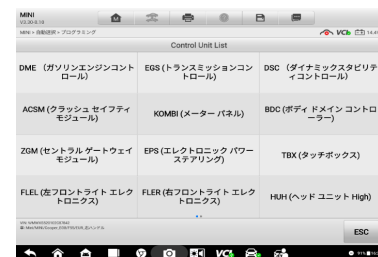 MINI
V3.00-9.10
MINI > 自動選択 > プログラミング
VCI 14.4V
Control Unit List
DME （ガソリンエンジンコント
ロール）
EGS (トランスミッションコン
トロール)
DSC （ダイナミックスタビリテ
ィコントロール）
ACSM (クラッシュ セイフティ
モジュール)
KOMBI (メーター パネル)
BDC (ボディ ドメイン コントロ
ーラー)
ZGM (セントラル ゲートウェイ
モジュール)
EPS (エレクトロニック パワー
ステアリング)
TBX (タッチボックス)
FLEL (左フロントライト エレク
トロニクス)
FLER (右フロントライト エレク
トロニクス)
HUH (ヘッド ユニット High)
ESC
VCI
91%